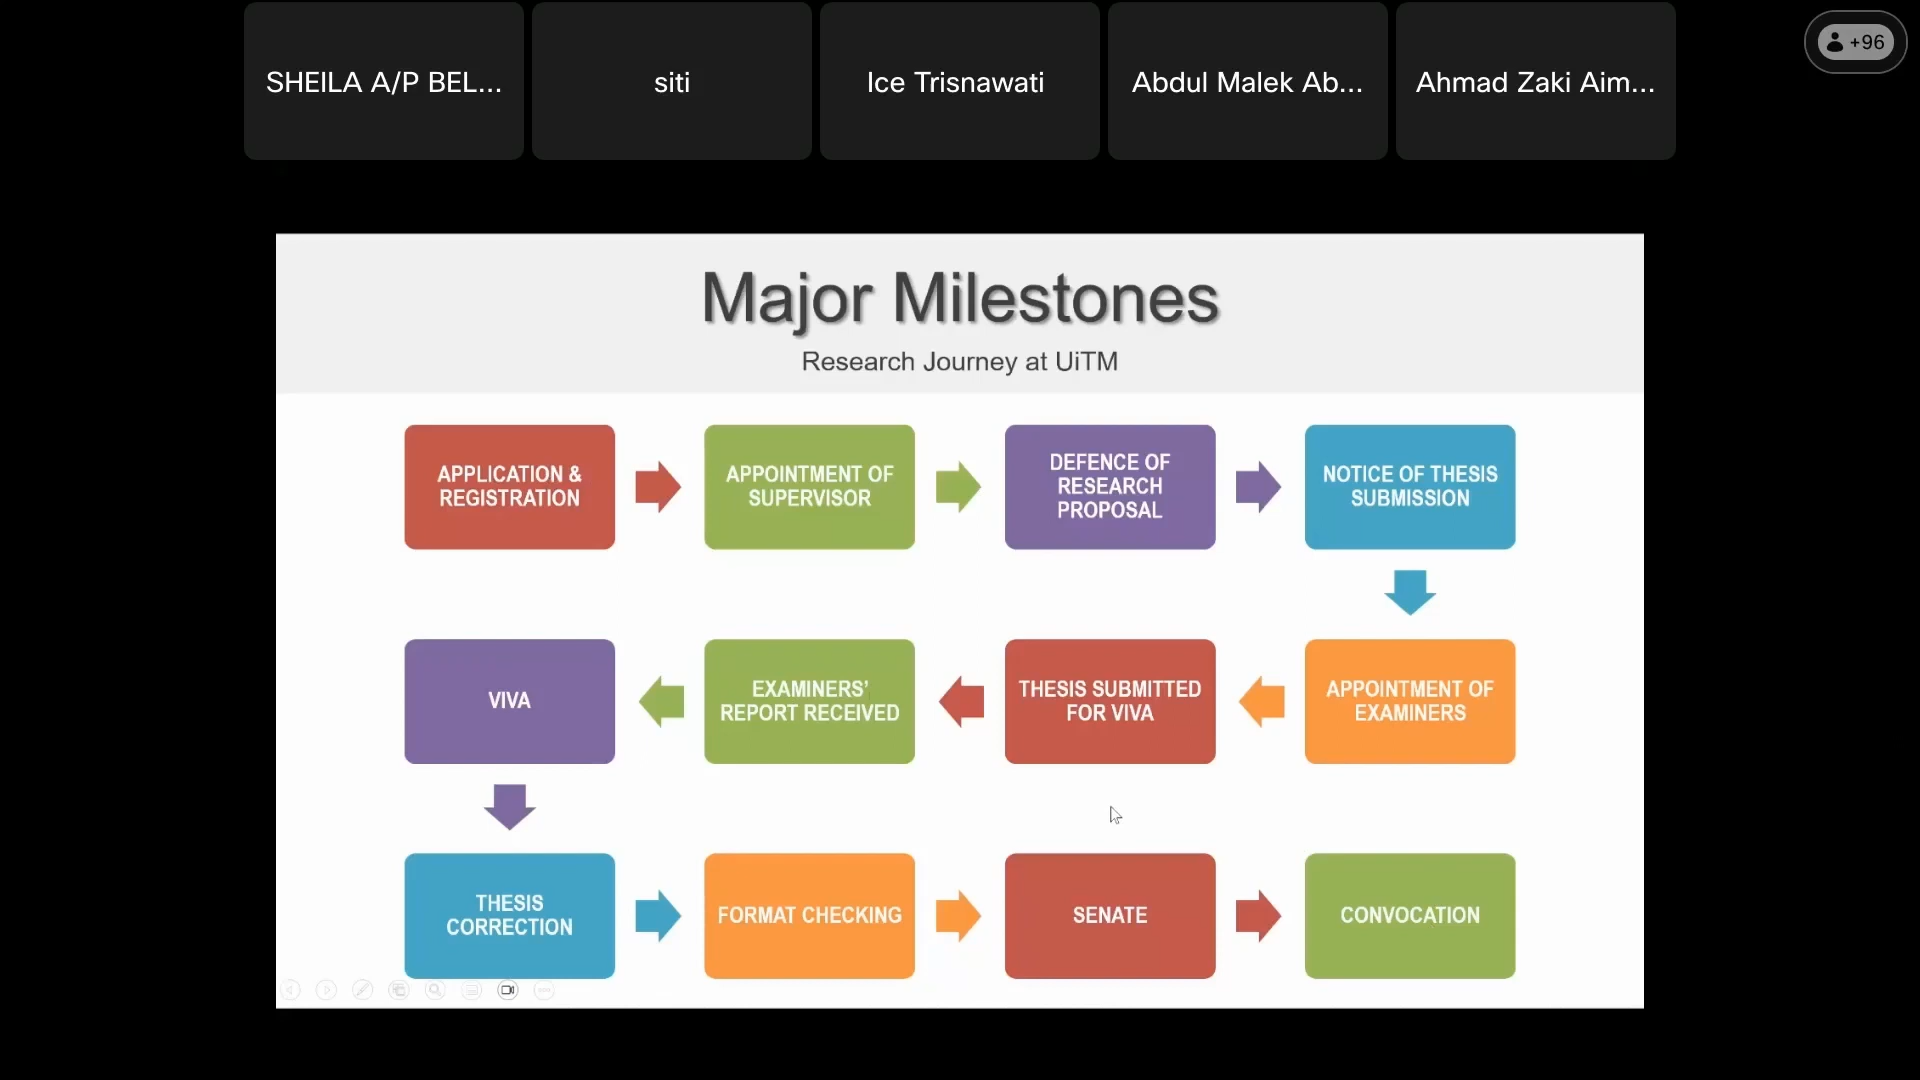 SHEILA A/P BEL...
siti
Ice Trisnawati
Abdul Malek Ab...
Ahmad Zaki Aim...
+96
Major Milestones
Research Journey at UiTM
APPLICATION &
REGISTRATION
APPOINTMENT OF
SUPERVISOR
DEFENCE OF
RESEARCH
PROPOSAL
NOTICE OF THESIS
SUBMISSION
VIVA
EXAMINERS’
REPORT RECEIVED
THESIS SUBMITTED
FOR VIVA
APPOINTMENT OF
EXAMINERS
THESIS
CORRECTION
FORMAT CHECKING
SENATE
CONVOCATION